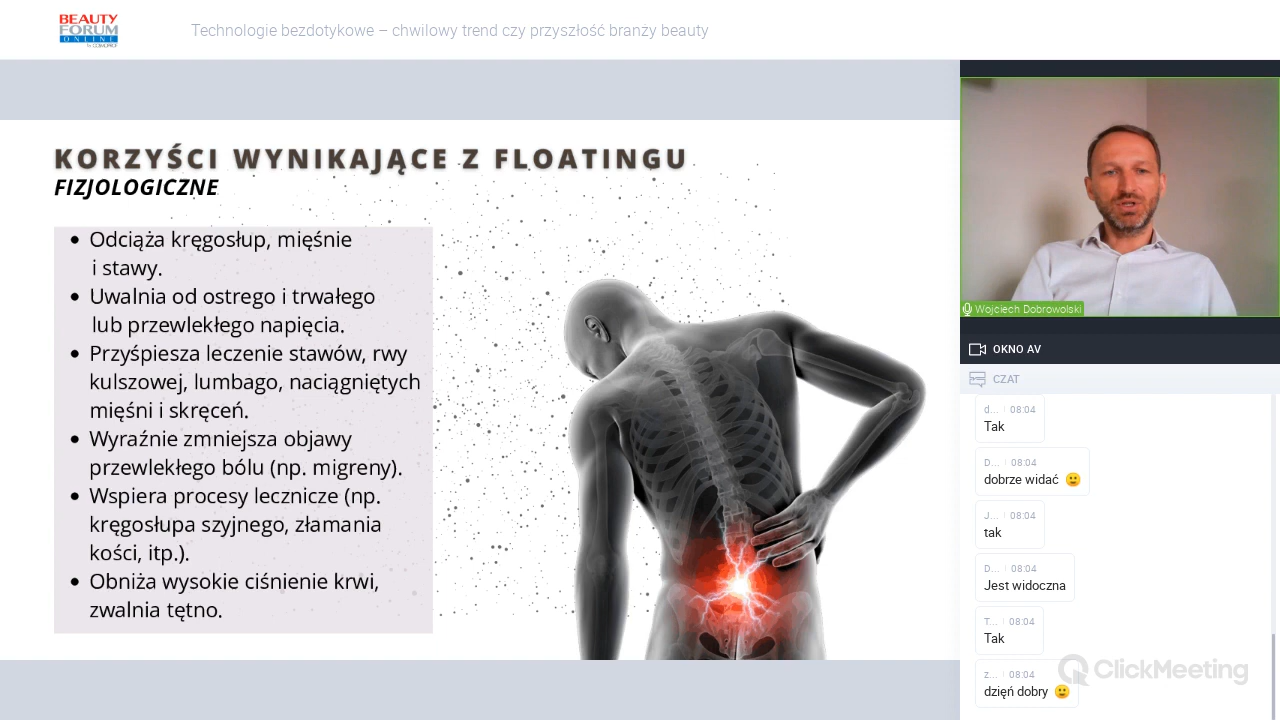 BEAUTY
FORUM
ONLINE
by COSMOPROF
Technologie bezdotykowe – chwilowy trend czy przyszłość branży beauty
KORZYŚCI WYNIKAJĄCE Z FLOATINGU
FIZJOLOGICZNE
• Odciąża kręgosłup, mięśnie
i stawy.
• Uwalnia od ostrego i trwałego
lub przewlekłego napięcia.
• Przyśpiesza leczenie stawów, rwy
kulszowej, lumbago, naciągniętych
mięśni i skręceń.
• Wyraźnie zmniejsza objawy
przewlekłego bólu (np. migreny).
• Wspiera procesy lecznicze (np.
kręgosłupa szyjnego, złamania
kości, itp.).
• Obniża wysokie ciśnienie krwi,
zwalnia tętno.
Wojciech Dobrowolski
OKNO AV
CZAT
d... 08:04
Tak
D... 08:04
dobrze widać 🙂
J... 08:04
tak
D... 08:04
Jest widoczna
T... 08:04
Tak
z... 08:04
dzięń dobry 🙂
ClickMeeting